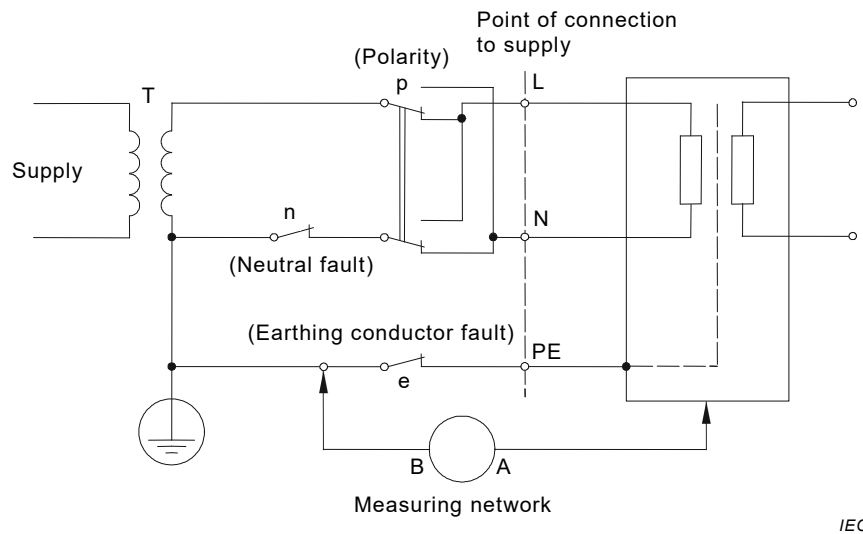 Point of connection
to supply
(Polarity)
p
T
L
Supply
n
N
(Neutral fault)
(Earthing conductor fault)
PE
e
B
A
Measuring network
IEC